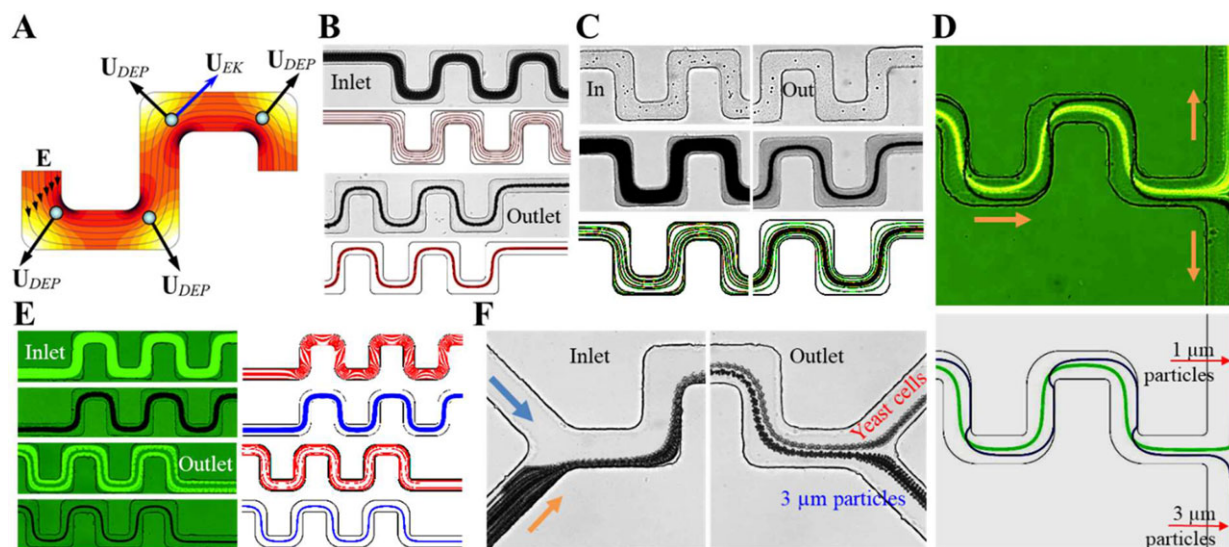 A
U_DEP
U_EK
U_DEP
E
U_DEP
U_DEP
B
Inlet
Outlet
C
In
Out
D
1 µm
particles
3 µm
particles
E
Inlet
Outlet
F
Inlet
Outlet
Yeast cells
3 µm particles